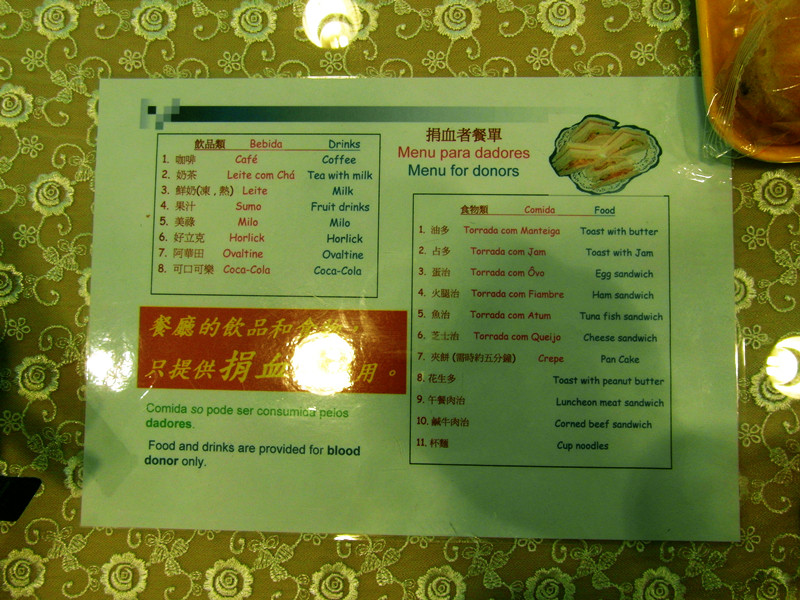 飲品類 Bebida Drinks
1. 咖啡 Café Coffee
2. 奶茶 Leite com Chá Tea with milk
3. 鮮奶(凍 , 熱) Leite Milk
4. 果汁 Sumo Fruit drinks
5. 美祿 Milo Milo
6. 好立克 Horlick Horlick
7. 阿華田 Ovaltine Ovaltine
8. 可口可樂 Coca-Cola Coca-Cola
餐廳的飲品和食
只提供捐血 用。
Comida so pode ser consumida pelos
dadores.
Food and drinks are provided for blood
donor only.
捐血者餐單
Menu para dadores
Menu for donors
食物類 Comida Food
1. 油多 Torrada com Manteiga Toast with butter
2. 占多 Torrada com Jam Toast with Jam
3. 蛋治 Torrada com Õvo Egg sandwich
4. 火腿治 Torrada com Fiambre Ham sandwich
5. 魚治 Torrada com Atum Tuna fish sandwich
6. 芝士治 Torrada com Queijo Cheese sandwich
7. 夾餅 (需時約五分鐘) Crepe Pan Cake
8. 花生多 Toast with peanut butter
9. 午餐肉治 Luncheon meat sandwich
10. 鹹牛肉治 Corned beef sandwich
11. 杯麵 Cup noodles